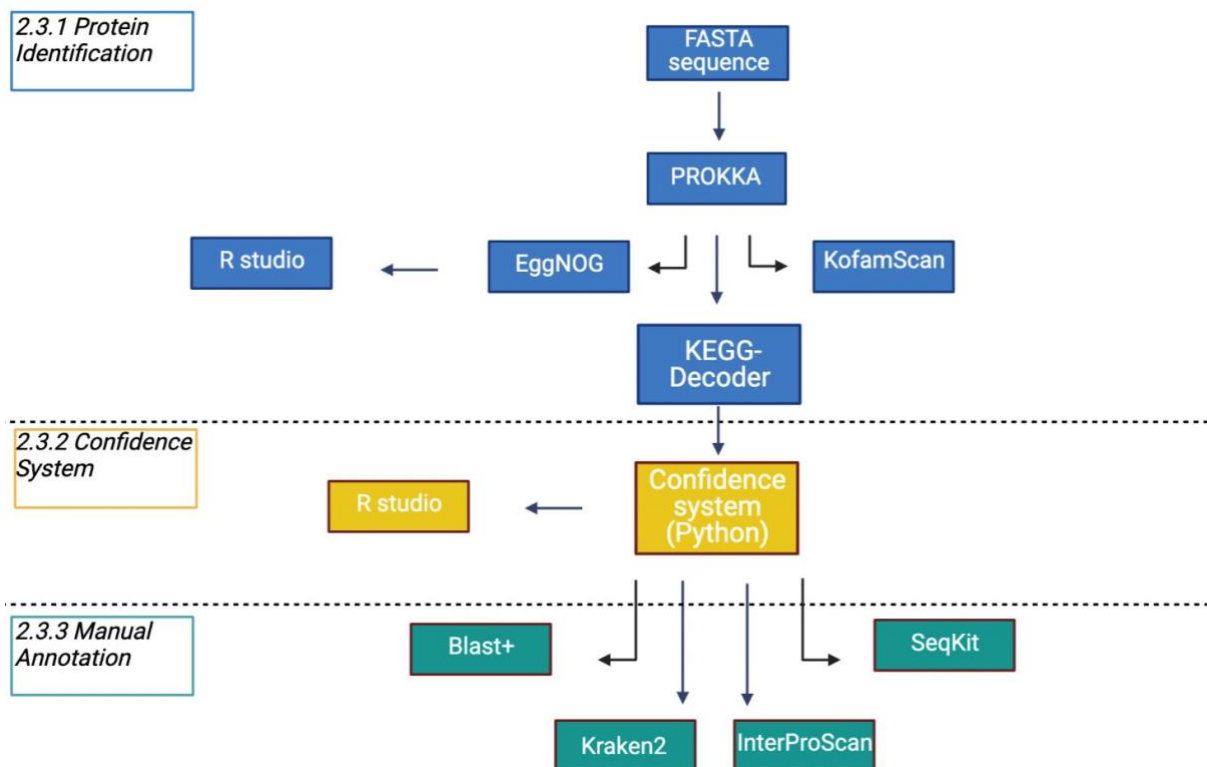 2.3.1 Protein
Identification
FASTA
sequence
PROKKA
R studio
EggNOG
KofamScan
KEGG-
Decoder
2.3.2 Confidence
System
Confidence
system
(Python)
R studio
2.3.3 Manual
Annotation
Blast+
SeqKit
Kraken2
InterProScan